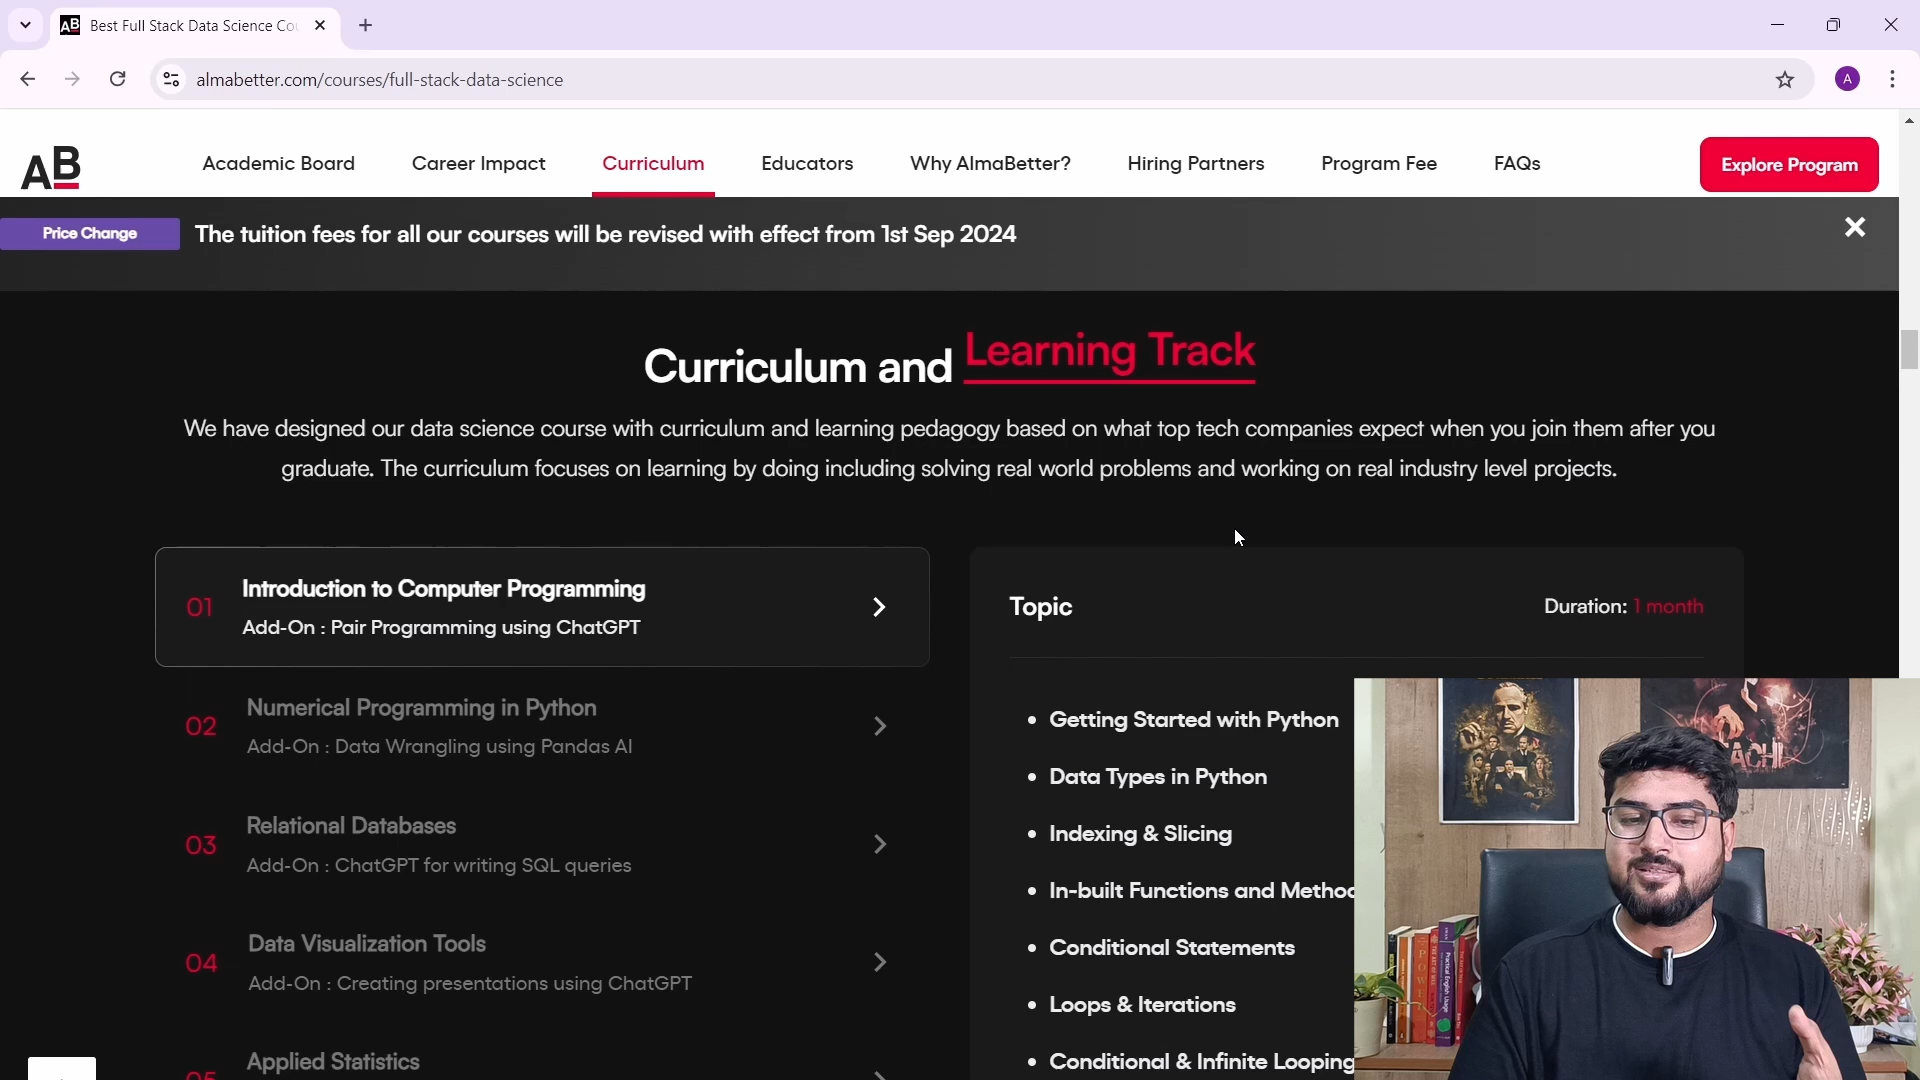 AB Best Full Stack Data Science Co
almabetter.com/courses/full-stack-data-science
A
AB
Academic Board
Career Impact
Curriculum
Educators
Why AlmaBetter?
Hiring Partners
Program Fee
FAQs
Explore Program
Price Change
The tuition fees for all our courses will be revised with effect from 1st Sep 2024
Curriculum and Learning Track
We have designed our data science course with curriculum and learning pedagogy based on what top tech companies expect when you join them after you
graduate. The curriculum focuses on learning by doing including solving real world problems and working on real industry level projects.
01
Introduction to Computer Programming
Add-On : Pair Programming using ChatGPT
02
Numerical Programming in Python
Add-On : Data Wrangling using Pandas AI
03
Relational Databases
Add-On : ChatGPT for writing SQL queries
04
Data Visualization Tools
Add-On : Creating presentations using ChatGPT
05
Applied Statistics
Topic
Duration: 1 month
• Getting Started with Python
• Data Types in Python
• Indexing & Slicing
• In-built Functions and Method
• Conditional Statements
• Loops & Iterations
• Conditional & Infinite Looping
Practical English Usage